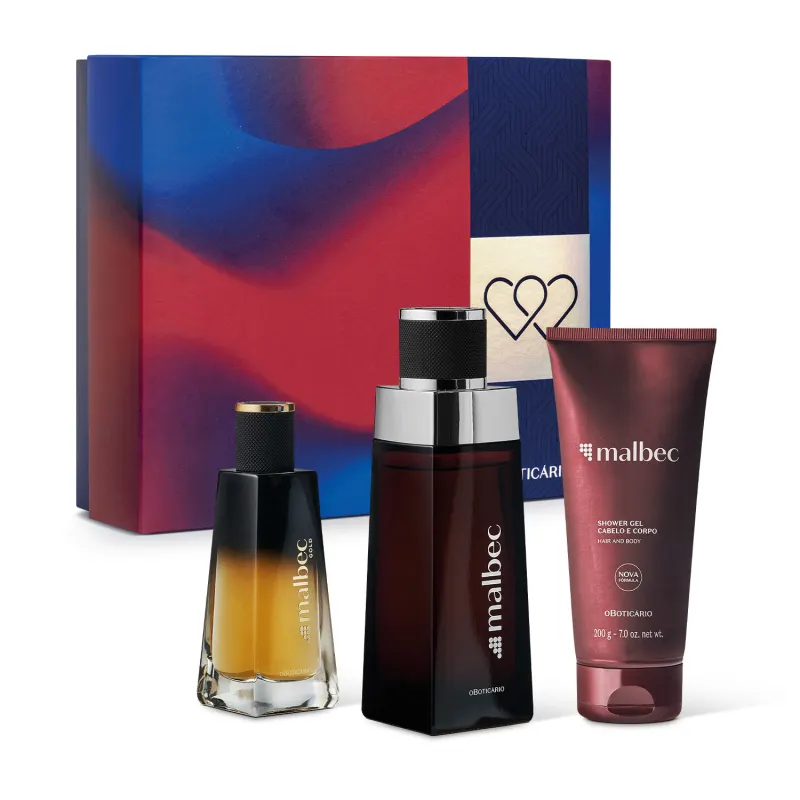 malbec
GOLD
oBOTICÁRIO
malbec
oBOTICÁRIO
malbec
SHOWER GEL
CABELO E CORPO
HAIR AND BODY
NOVA
FÓRMULA
oBOTICÁRIO
200 g - 7.0 oz. net wt.